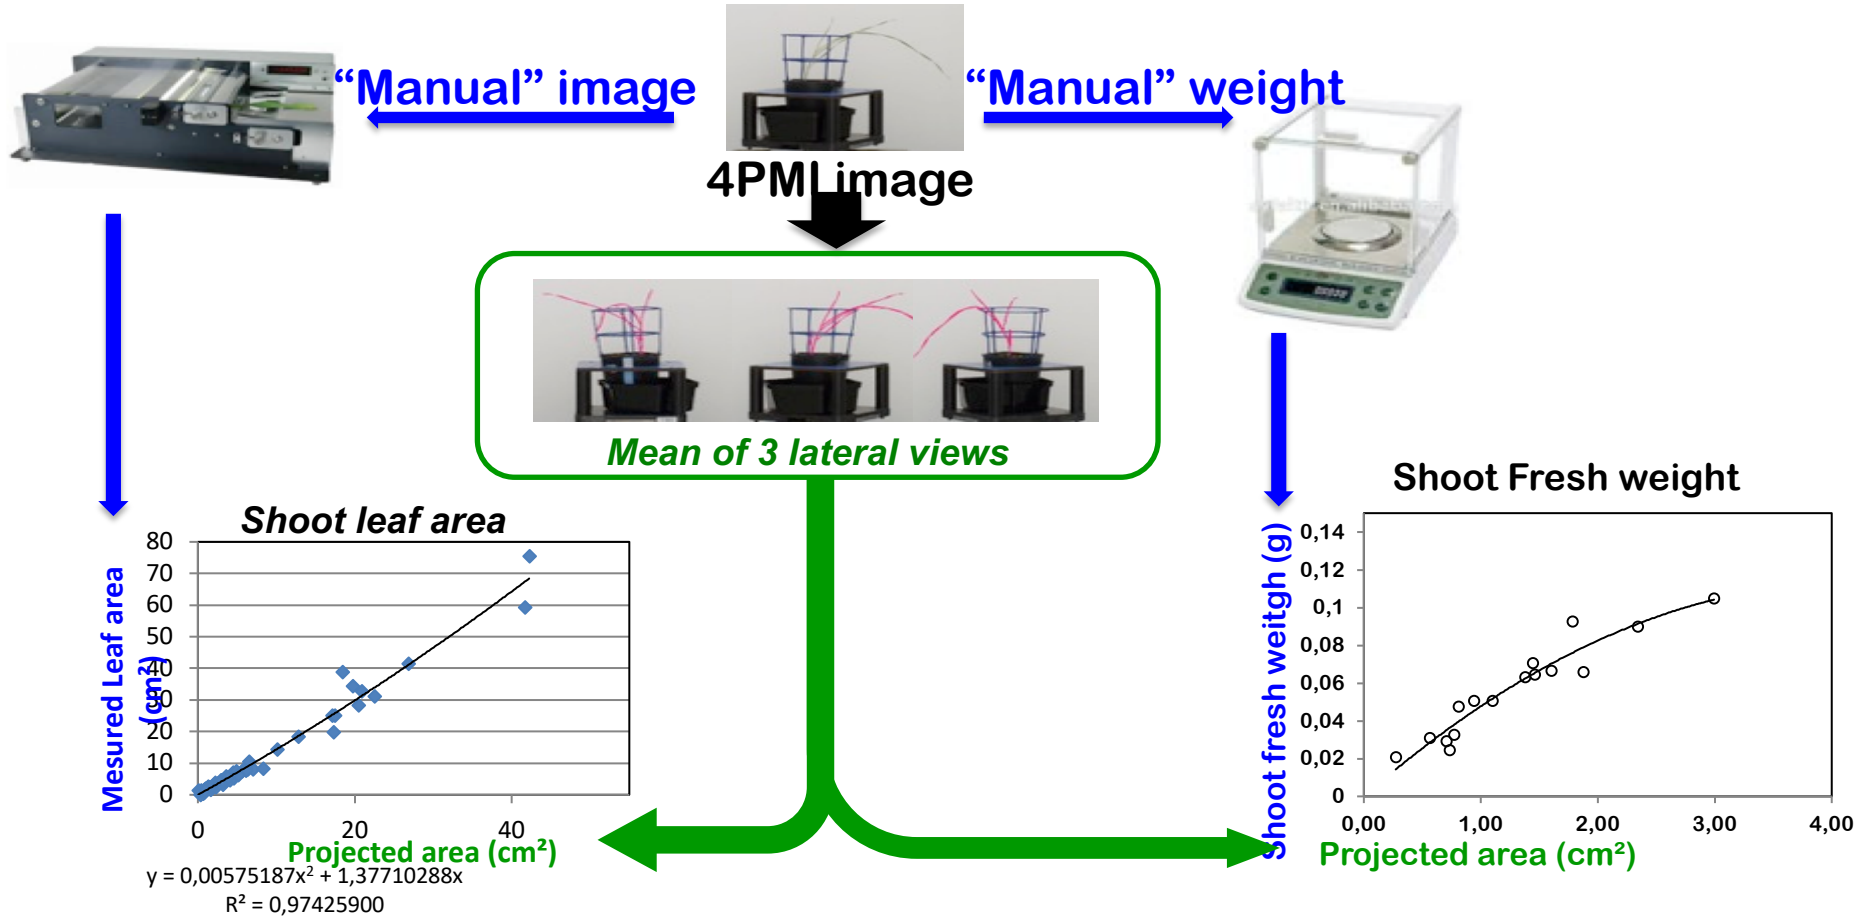 “Manual” image
“Manual” weight
4PMI image
Mean of 3 lateral views
Shoot leaf area
Mesured Leaf area
(cm²)
80
70
60
50
40
30
20
10
0
0
20
40
Projected area (cm²)
y = 0,00575187x² + 1,37710288x
R² = 0,97425900
Shoot Fresh weight
Shoot fresh weitgh (g)
0,14
0,12
0,1
0,08
0,06
0,04
0,02
0
0,00
1,00
2,00
3,00
4,00
Projected area (cm²)